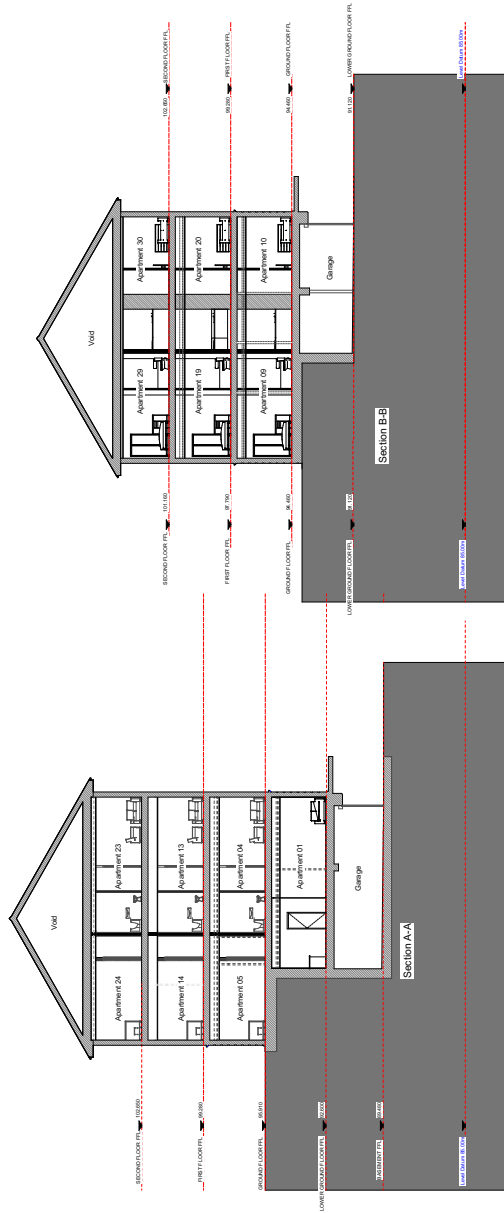 Void
Apartment 24
Apartment 23
Apartment 14
Apartment 13
Apartment 05
Apartment 04
Apartment 01
Garage
Section A-A
SECOND FLOOR FFL
102.650
FIRST FLOOR FFL
99.260
GROUND FLOOR FFL
95.910
LOWER GROUND FLOOR FFL
BASEMENT FFL
Level Datum 85.00m
Void
Apartment 29
Apartment 30
Apartment 19
Apartment 20
Apartment 09
Apartment 10
Garage
Section B-B
SECOND FLOOR FFL
101.160
FIRST FLOOR FFL
97.790
GROUND FLOOR FFL
94.460
LOWER GROUND FLOOR FFL
91.120
Level Datum 85.00m
102.650
SECOND FLOOR FFL
99.260
FIRST FLOOR FFL
94.460
GROUND FLOOR FFL
91.120
LOWER GROUND FLOOR FFL
Level Datum 85.00m